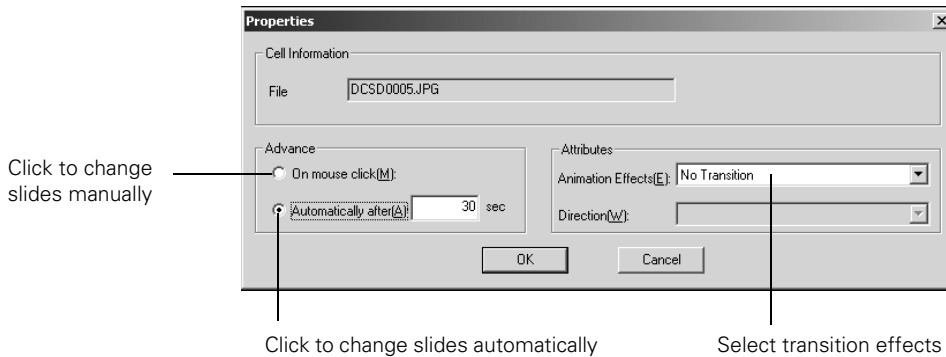 Properties
Cell Information
File DCSD0005.JPG
Advance
On mouse click(M):
Automatically after(A): 30 sec
Attributes
Animation Effects(E): No Transition
Direction(W):
OK Cancel
Click to change
slides manually
Click to change slides automatically
Select transition effects